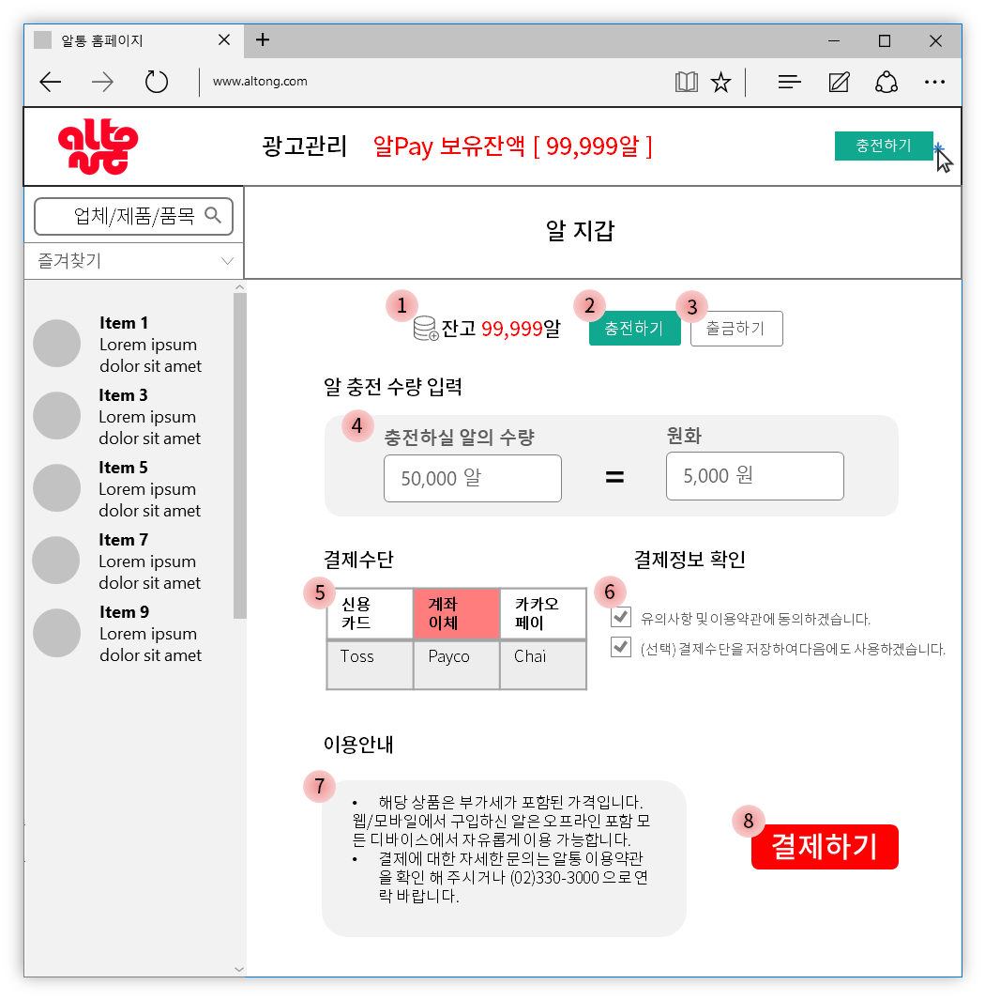 알통 홈페이지
www.altong.com
alto
NG
광고관리
알Pay 보유잔액 [ 99,999알 ]
충전하기
업체/제품/품목
즐겨찾기
알 지갑
Item 1
Lorem ipsum
dolor sit amet
Item 3
Lorem ipsum
dolor sit amet
Item 5
Lorem ipsum
dolor sit amet
Item 7
Lorem ipsum
dolor sit amet
Item 9
Lorem ipsum
dolor sit amet
1
잔고 99,999알
2
충전하기
3
출금하기
알 충전 수량 입력
4
충전하실 알의 수량
50,000 알
=
원화
5,000 원
결제수단
5
신용
카드
계좌
이체
카카오
페이
Toss
Payco
Chai
결제정보 확인
6
유의사항 및 이용약관에 동의하겠습니다.
(선택) 결제수단을 저장하여 다음에도 사용하겠습니다.
이용안내
7
• 해당 상품은 부가세가 포함된 가격입니다.
웹/모바일에서 구입하신 알은 오프라인 포함 모
든 디바이스에서 자유롭게 이용 가능합니다.
• 결제에 대한 자세한 문의는 알통 이용약관
을 확인 해 주시거나 (02)330-3000 으로 연
락 바랍니다.
8
결제하기